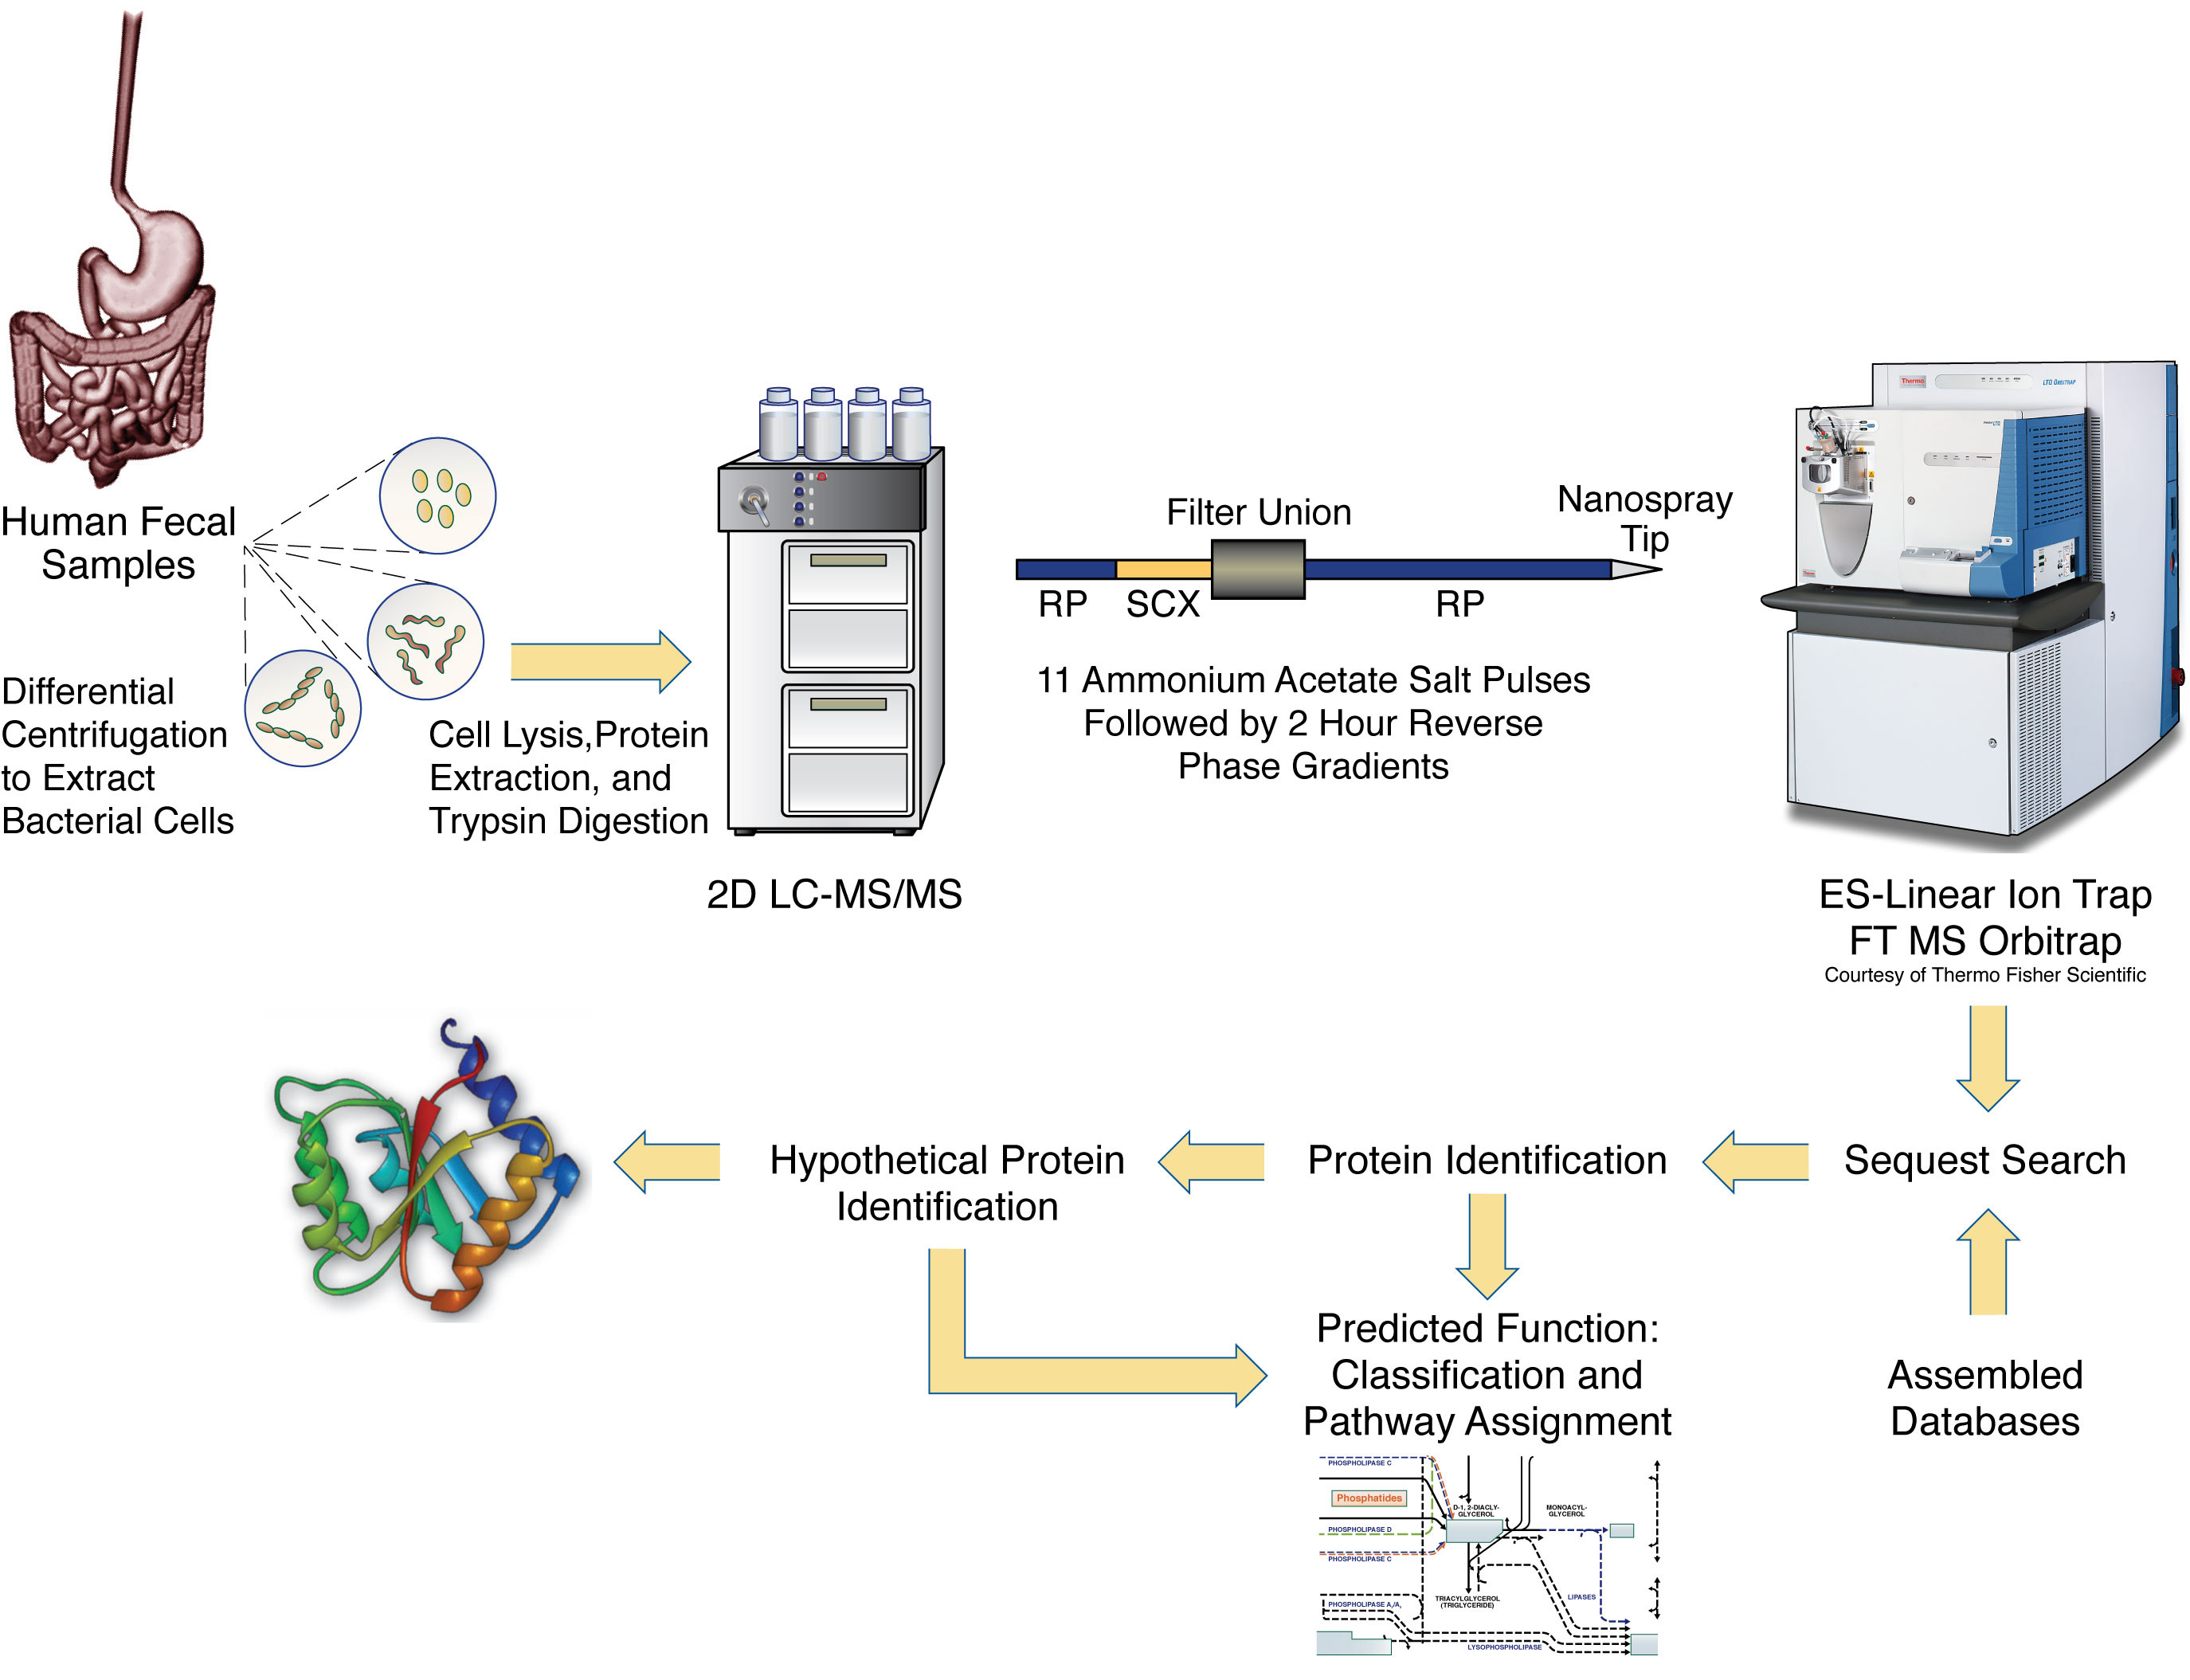 Human Fecal
Samples
Differential
Centrifugation
to Extract
Bacterial Cells
Cell Lysis,Protein
Extraction, and
Trypsin Digestion
2D LC-MS/MS
Filter Union
Nanospray
Tip
RP
SCX
RP
11 Ammonium Acetate Salt Pulses
Followed by 2 Hour Reverse
Phase Gradients
Thermo
LTQ ORBITRAP
ES-Linear Ion Trap
FT MS Orbitrap
Courtesy of Thermo Fisher Scientific
Sequest Search
Assembled
Databases
Protein Identification
Hypothetical Protein
Identification
Predicted Function:
Classification and
Pathway Assignment
PHOSPHOLIPASE C
Phosphatides
PHOSPHOLIPASE D
PHOSPHOLIPASE C
D-1, 2-DIACLY-
GLYCEROL
MONOACYL-
GLYCEROL
TRIACYLGLYCEROL
(TRIGLYCERIDE)
LIPASES
PHOSPHOLIPASE A₁/A₂
LYSOPHOSPHOLIPASE